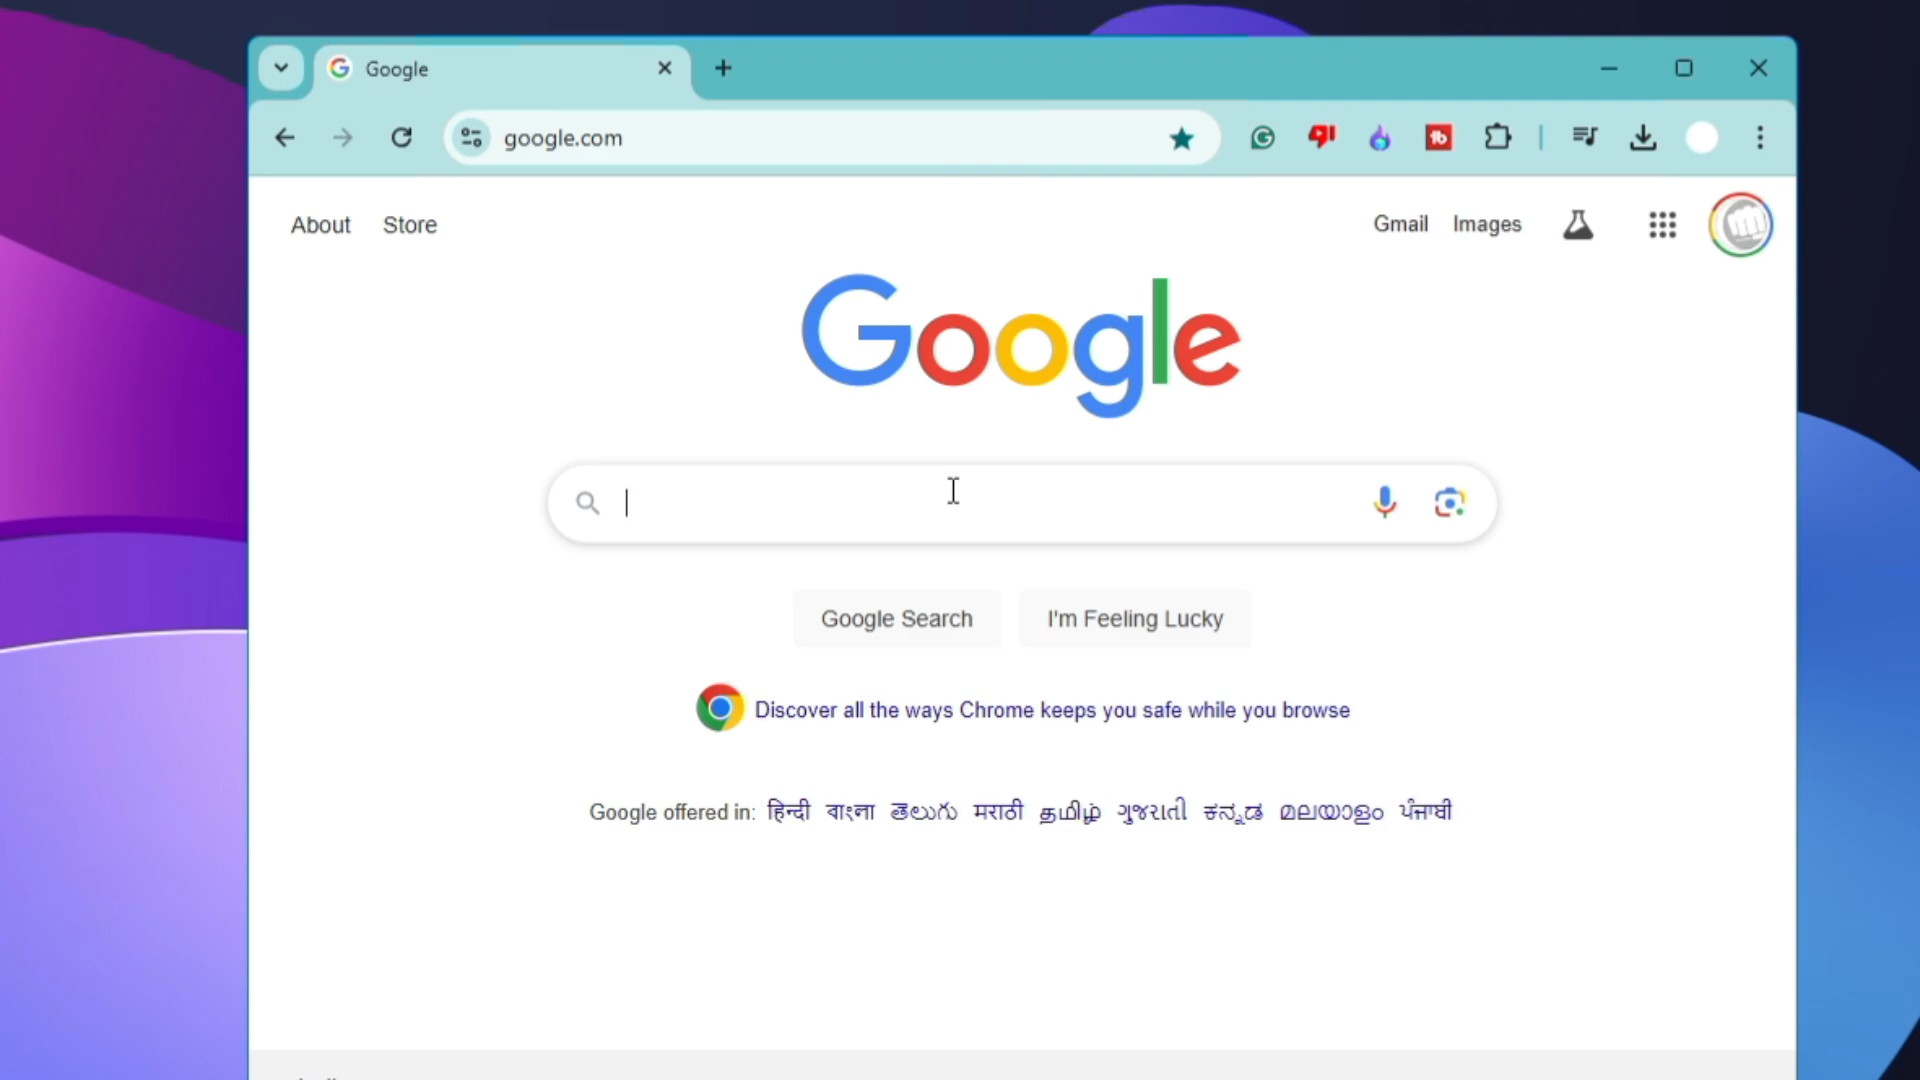 Google
google.com
tb
About Store
Gmail Images
Google
Google Search I'm Feeling Lucky
Discover all the ways Chrome keeps you safe while you browse
Google offered in: हिन्दी বাংলা తెలుగు मराठी தமிழ் ગુજરાતી ಕನ್ನಡ മലയാളം ਪੰਜਾਬੀ